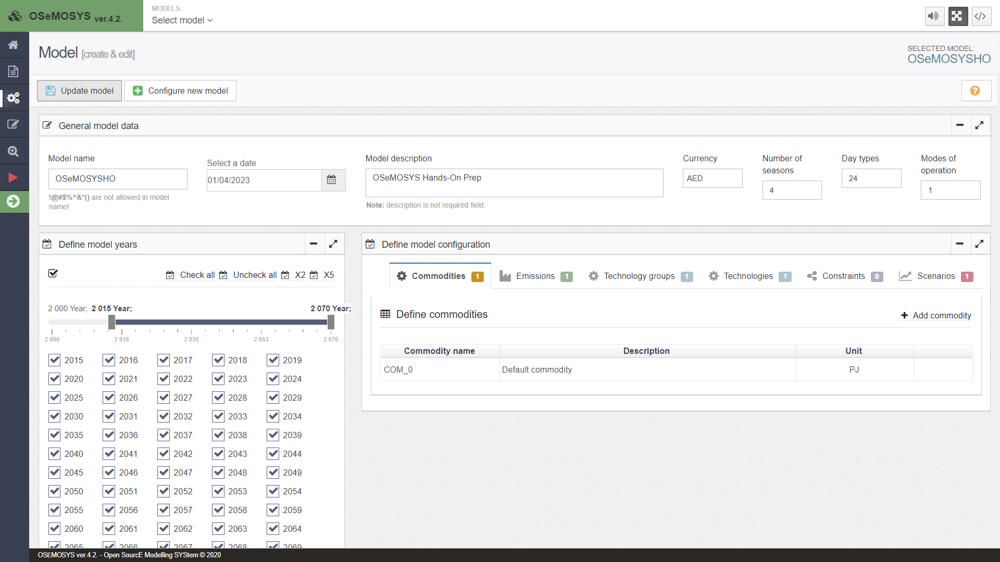 OSeMOSYS ver.4.2.
MODELS:
Select model
Model [create & edit]
SELECTED MODEL:
OSeMOSYSHO
Update model
Configure new model
General model data
Model name
OSeMOSYSHO
!@#$%^&*() are not allowed in model
name!
Select a date
01/04/2023
Model description
OSeMOSYS Hands-On Prep
Note: description is not required field.
Currency
AED
Number of
seasons
4
Day types
24
Modes of
operation
1
Define model years
Check all Uncheck all X2 X5
2 000 Year; 2 015 Year; 2 070 Year;
2 000 2 018 2 035 2 053 2 070
2015 2016 2017 2018 2019
2020 2021 2022 2023 2024
2025 2026 2027 2028 2029
2030 2031 2032 2033 2034
2035 2036 2037 2038 2039
2040 2041 2042 2043 2044
2045 2046 2047 2048 2049
2050 2051 2052 2053 2054
2055 2056 2057 2058 2059
2060 2061 2062 2063 2064
2065 2066 2067 2068 2069
Define model configuration
Commodities 1 Emissions 1 Technology groups 1 Technologies 1 Constraints 0 Scenarios 1
Define commodities
Add commodity
Commodity name Description Unit
COM_0 Default commodity PJ
OSEMOSYS ver.4.2. - Open SourcE Modelling SYStem © 2020